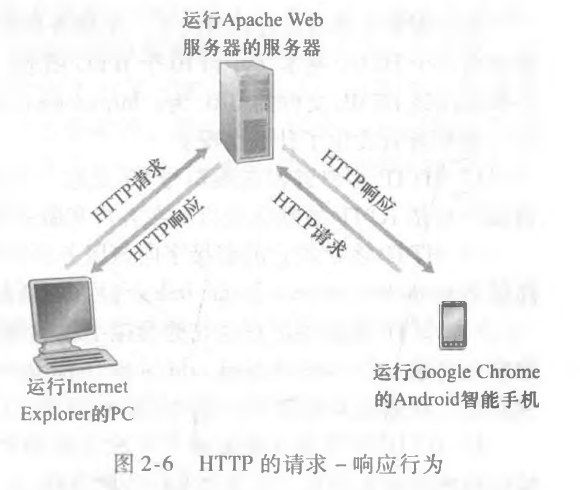 运行Apache Web
服务器的服务器
HTTP请求
HTTP响应
HTTP响应
HTTP请求
运行Internet
Explorer的PC
运行Google Chrome
的Android智能手机
图 2-6 HTTP 的请求－响应行为